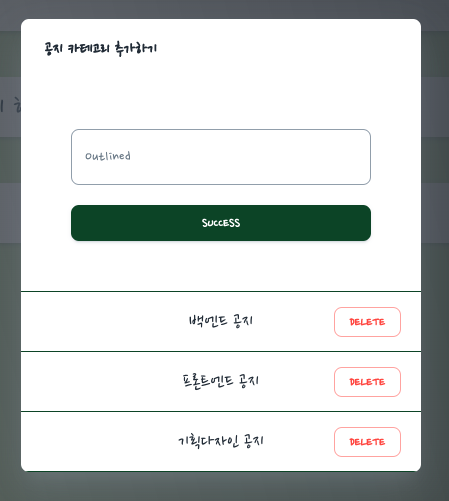 공지 카테고리 추가하기
Outlined
SUCCESS
백엔드 공지
DELETE
프론트엔드 공지
DELETE
기획디자인 공지
DELETE